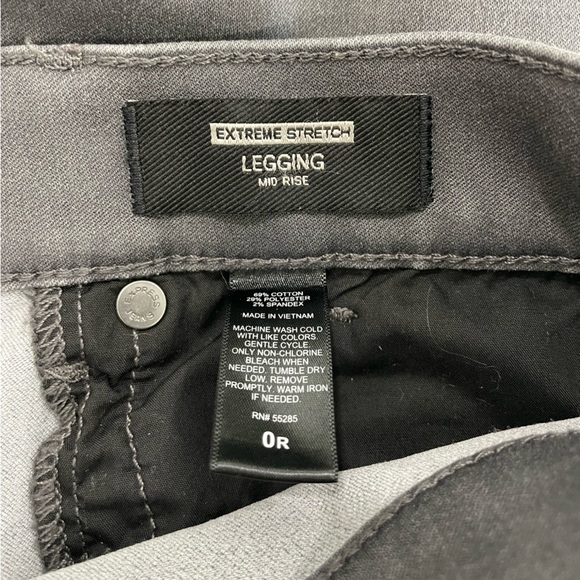 EXTREME STRETCH
LEGGING
MID RISE
EXPRESS
JEANS
69% COTTON
29% POLYESTER
2% SPANDEX
MADE IN VIETNAM
MACHINE WASH COLD
WITH LIKE COLORS.
GENTLE CYCLE.
ONLY NON-CHLORINE
BLEACH WHEN
NEEDED. TUMBLE DRY
LOW. REMOVE
PROMPTLY. WARM IRON
IF NEEDED.
RN# 55285
0R